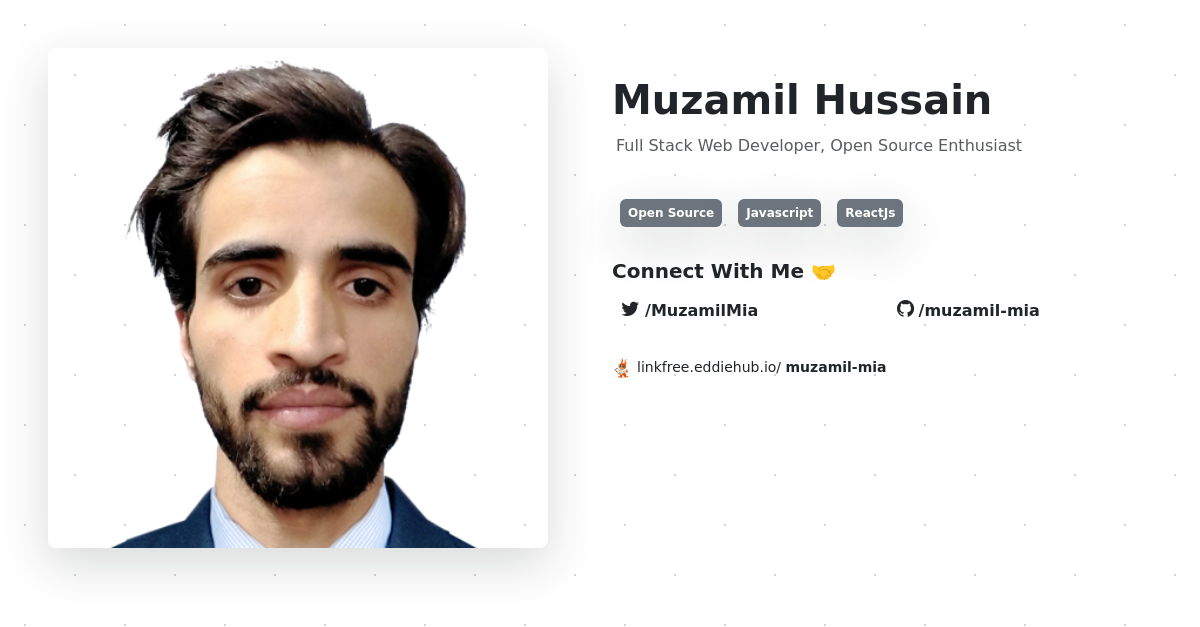 Muzamil Hussain
Full Stack Web Developer, Open Source Enthusiast
Open Source Javascript ReactJs
Connect With Me 🤝
/MuzamilMia /muzamil-mia
linkfree.eddiehub.io/ muzamil-mia